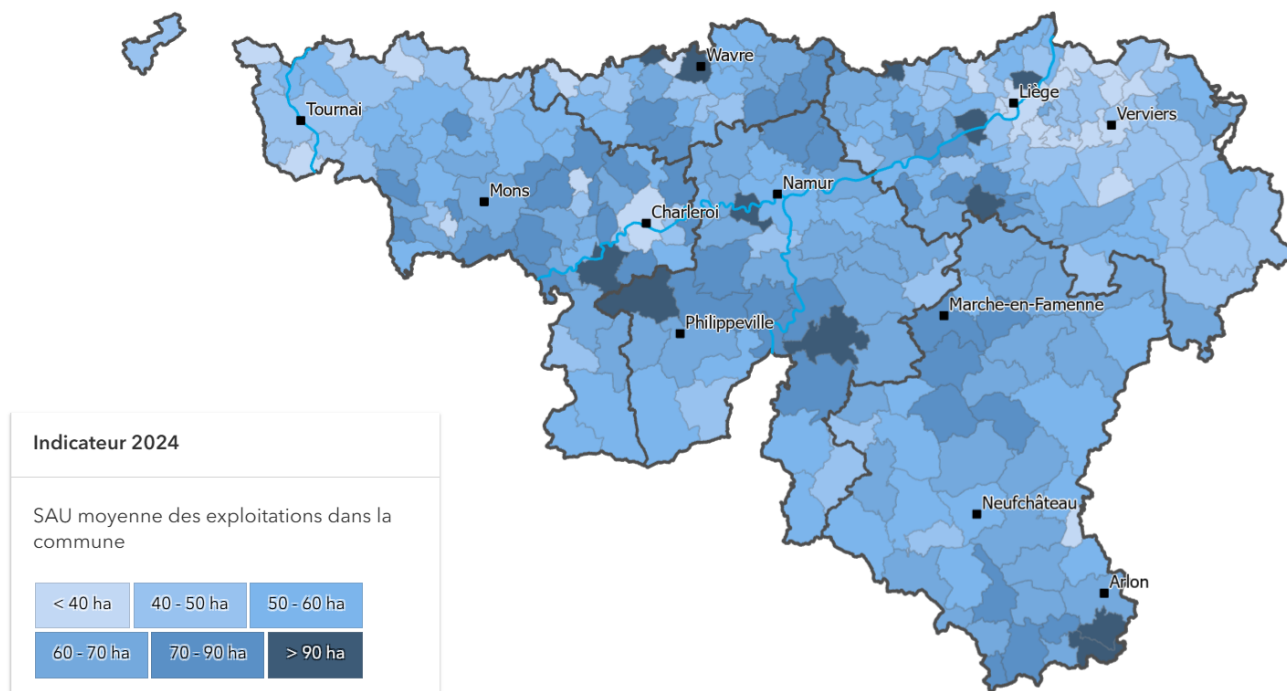 Wavre
Liège
Tournai
Verviers
Mons
Namur
Charleroi
Marche-en-Famenne
Philippeville
Indicateur 2024
SAU moyenne des exploitations dans la
commune
Neufchâteau
< 40 ha 40 - 50 ha 50 - 60 ha
Arlon
60 - 70 ha 70 - 90 ha > 90 ha